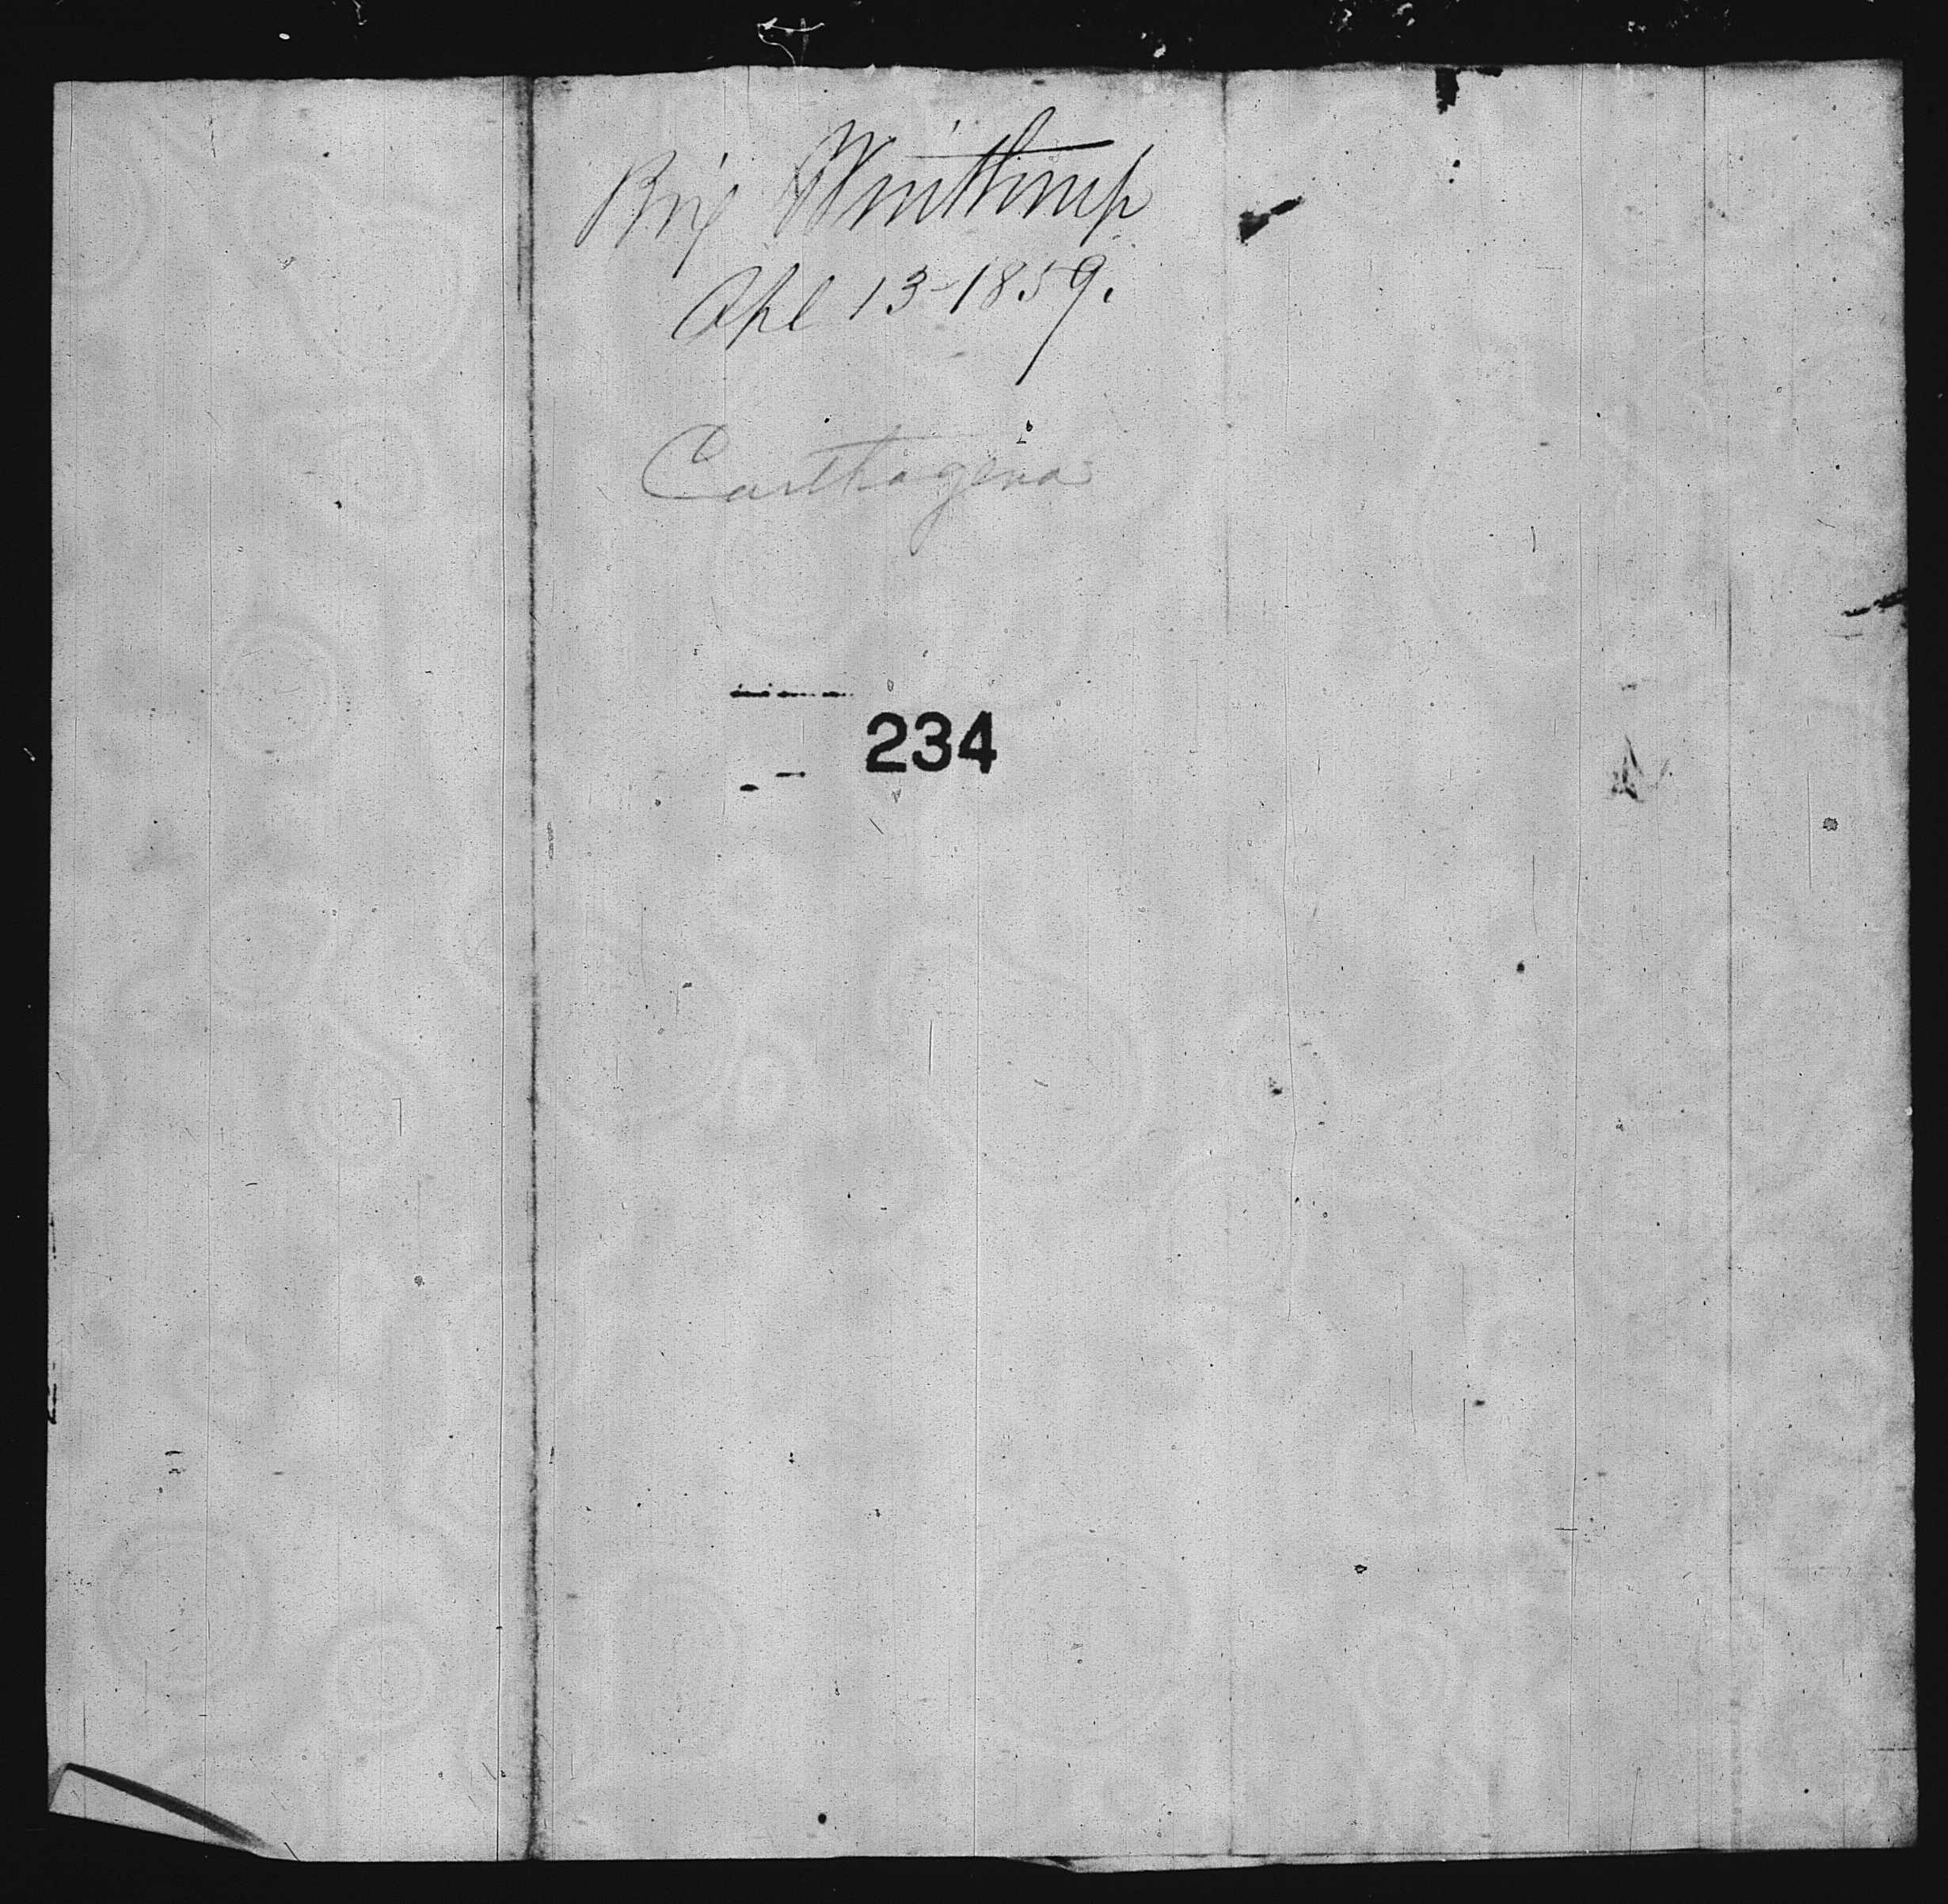 Brig Winthrop
Apl 13-1859.
Carthagena
234